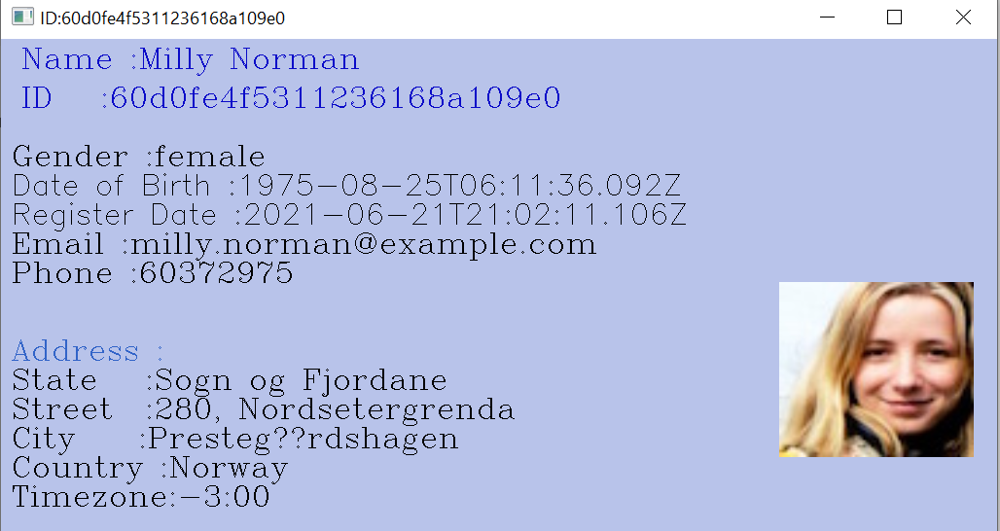 ID:60d0fe4f5311236168a109e0
Name :Milly Norman
ID :60d0fe4f5311236168a109e0
Gender :female
Date of Birth :1975-08-25T06:11:36.092Z
Register Date :2021-06-21T21:02:11.106Z
Email :milly.norman@example.com
Phone :60372975
Address :
State :Sogn og Fjordane
Street :280, Nordsetergrenda
City :Presteg??rdshagen
Country :Norway
Timezone:-3:00